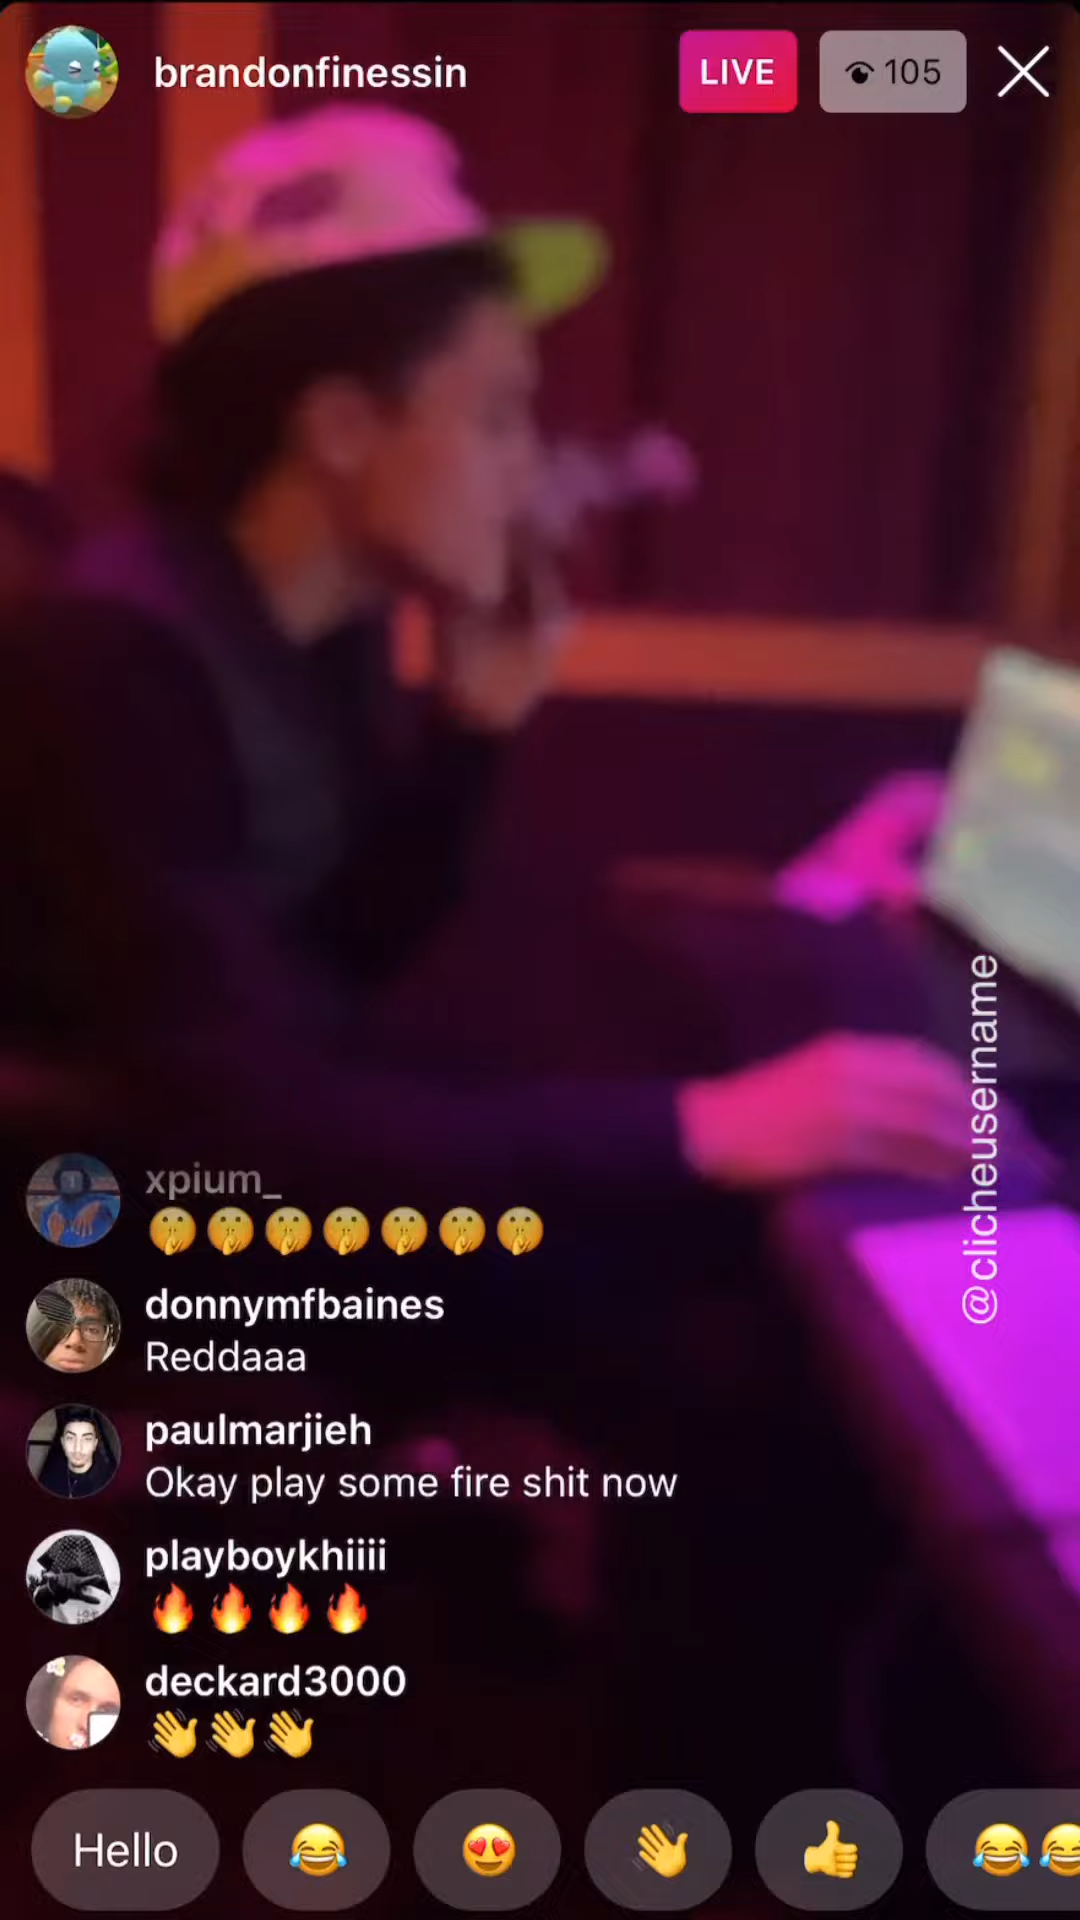 brandonfinessin
LIVE
105
xpium_
🤫🤫🤫🤫🤫🤫🤫
donnymfbaines
Reddaaa
paulmarjieh
Okay play some fire shit now
playboykhiiii
🔥🔥🔥🔥
deckard3000
👋👋👋
Hello 😂 😍 👋 👍 😂😂
@clicheusername